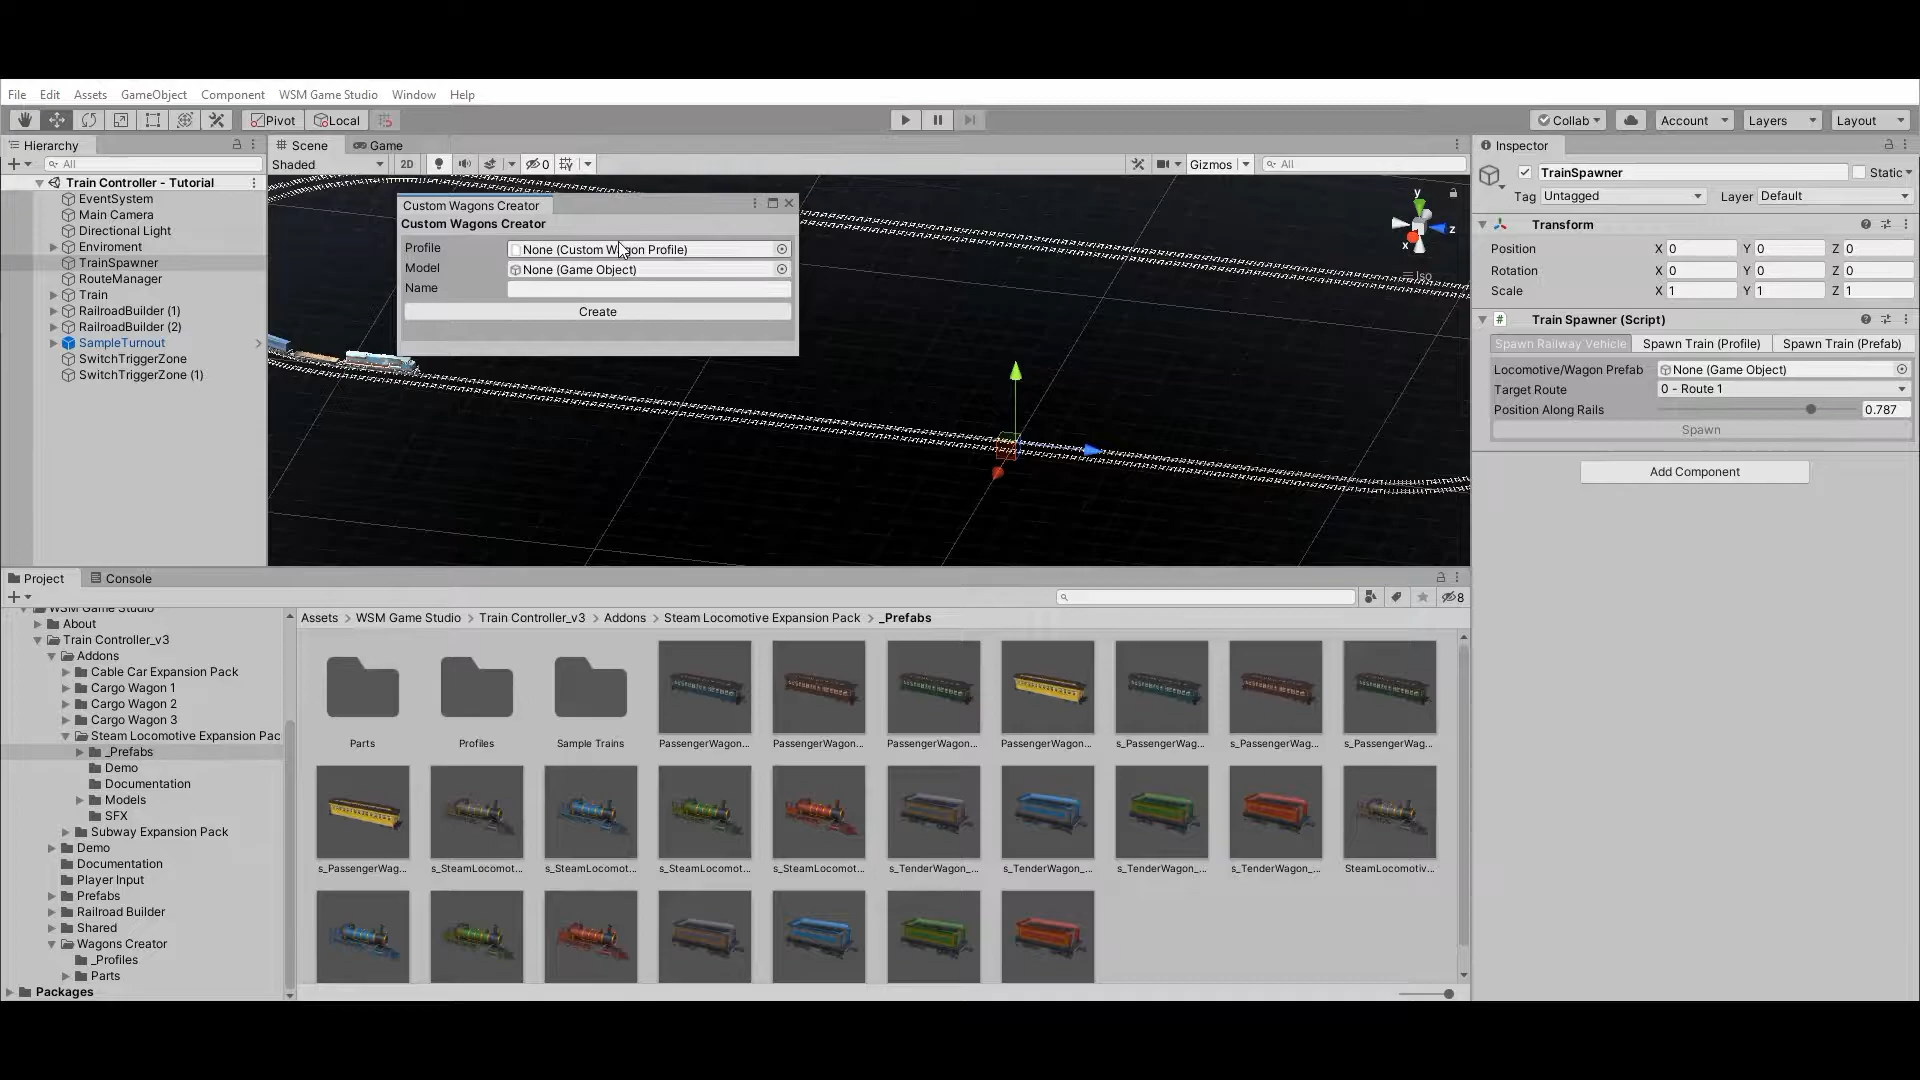 File Edit Assets GameObject Component WSM Game Studio Window Help
Pivot Local Collab Account Layers Layout
Hierarchy
All
Train Controller - Tutorial
EventSystem
Main Camera
Directional Light
Enviroment
TrainSpawner
RouteManager
Train
RailroadBuilder (1)
RailroadBuilder (2)
SampleTurnout
SwitchTriggerZone
SwitchTriggerZone (1)
Scene Game
Shaded 2D 0 Gizmos All
Custom Wagons Creator
Custom Wagons Creator
Profile None (Custom Wagon Profile)
Model None (Game Object)
Name
Create
y
z
x
Iso
Inspector
TrainSpawner Static
Tag Untagged Layer Default
Transform
Position X 0 Y 0 Z 0
Rotation X 0 Y 0 Z 0
Scale X 1 Y 1 Z 1
# Train Spawner (Script)
Spawn Railway Vehicle Spawn Train (Profile) Spawn Train (Prefab)
Locomotive/Wagon Prefab None (Game Object)
Target Route 0 - Route 1
Position Along Rails 0.787
Spawn
Add Component
Project Console
8
WSM Game Studio
About
Train Controller_v3
Addons
Cable Car Expansion Pack
Cargo Wagon 1
Cargo Wagon 2
Cargo Wagon 3
Steam Locomotive Expansion Pac
_Prefabs
Demo
Documentation
Models
SFX
Subway Expansion Pack
Demo
Documentation
Player Input
Prefabs
Railroad Builder
Shared
Wagons Creator
_Profiles
Parts
Packages
Assets > WSM Game Studio > Train Controller_v3 > Addons > Steam Locomotive Expansion Pack > _Prefabs
Parts Profiles Sample Trains PassengerWagon... PassengerWagon... PassengerWagon... PassengerWagon... s_PassengerWag... s_PassengerWag... s_PassengerWag...
s_PassengerWag... s_SteamLocomot... s_SteamLocomot... s_SteamLocomot... s_SteamLocomot... s_TenderWagon_... s_TenderWagon_... s_TenderWagon_... s_TenderWagon_... SteamLocomotiv...